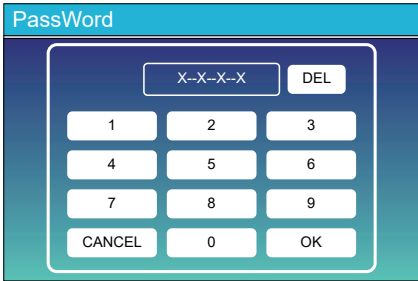 PassWord
X--X--X--X DEL
1 2 3
4 5 6
7 8 9
CANCEL 0 OK